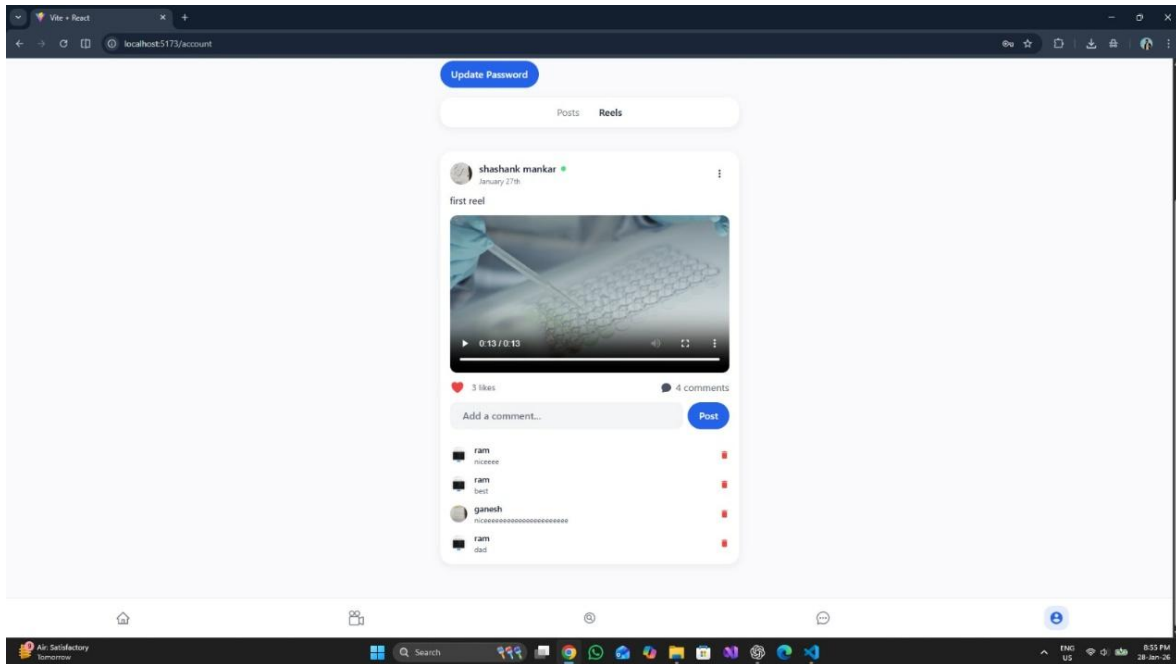 Vite + React
localhost:5173/account
Update Password
Posts Reels
shashank mankar
January 27th
first reel
0:13 / 0:13
3 likes 4 comments
Add a comment... Post
ram
niceeee
ram
best
ganesh
niceeeeeeeeeeeeeeeeeeeeee
ram
dad
Air: Satisfactory
Tomorrow
Search
ENG
US
8:55 PM
28-Jan-26